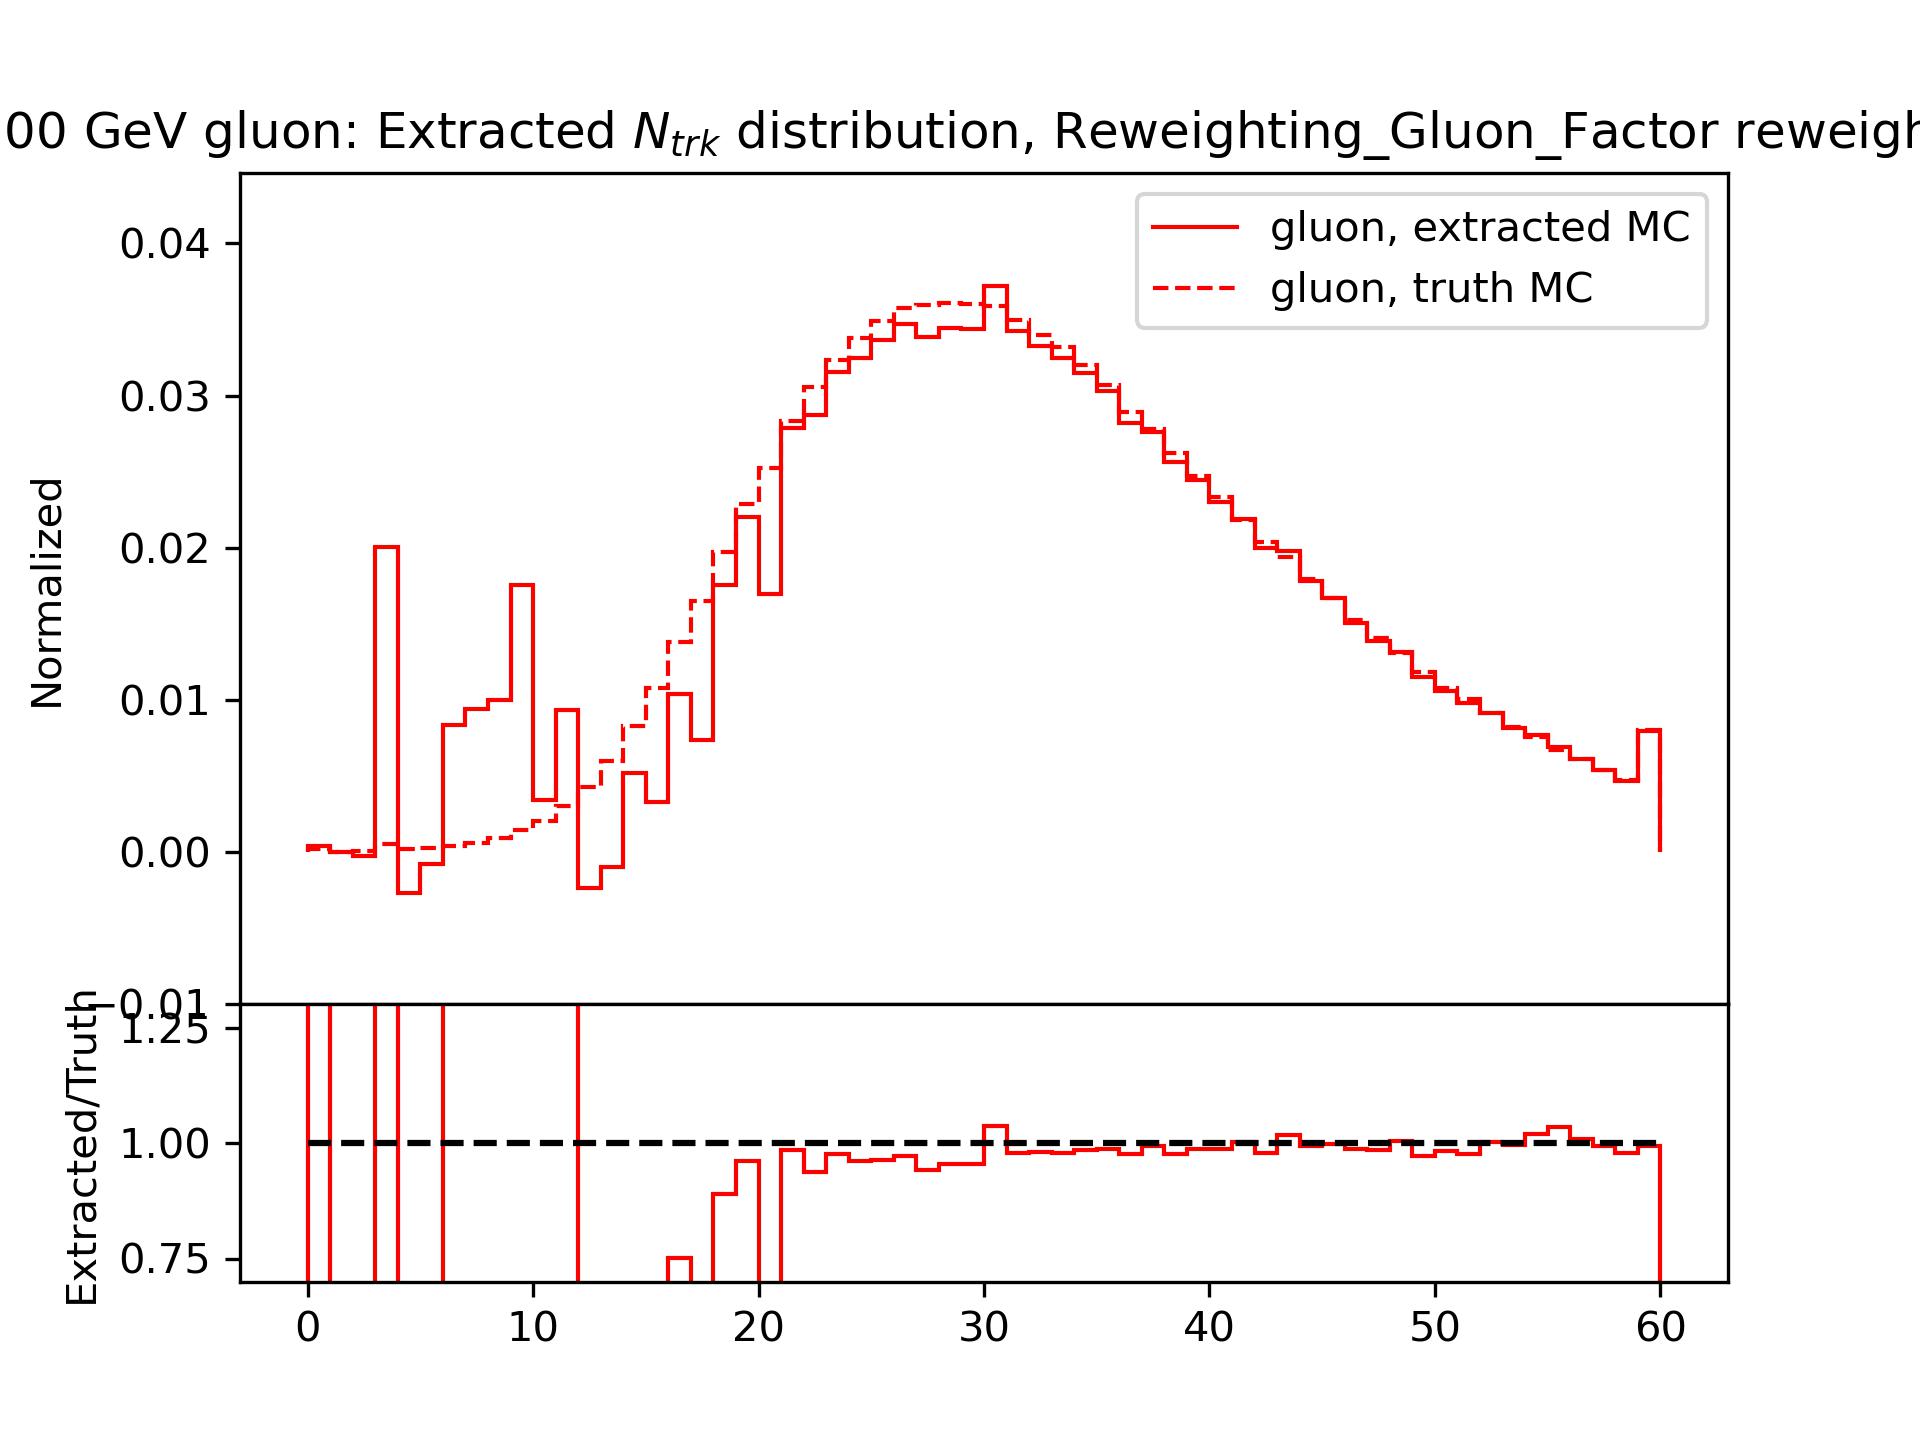 00 GeV gluon: Extracted N_trk distribution, Reweighting_Gluon_Factor reweigh
gluon, extracted MC
gluon, truth MC
Normalized
0.04
0.03
0.02
0.01
0.00
−0.01
Extracted/Truth
1.25
1.00
0.75
0 10 20 30 40 50 60